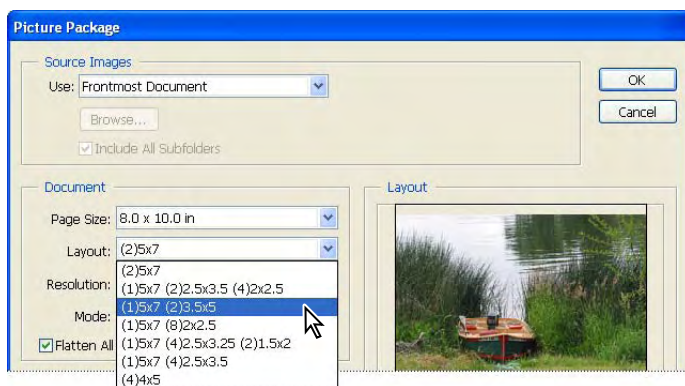 Picture Package
Source Images
Use: Frontmost Document
OK
Browse...
Cancel
Include All Subfolders
Document
Layout
Page Size: 8.0 x 10.0 in
Layout: (2)5x7
(2)5x7
Resolution: (1)5x7 (2)2.5x3.5 (4)2x2.5
(1)5x7 (2)3.5x5
Mode: (1)5x7 (8)2x2.5
Flatten All (1)5x7 (4)2.5x3.25 (2)1.5x2
(1)5x7 (4)2.5x3.5
(4)4x5